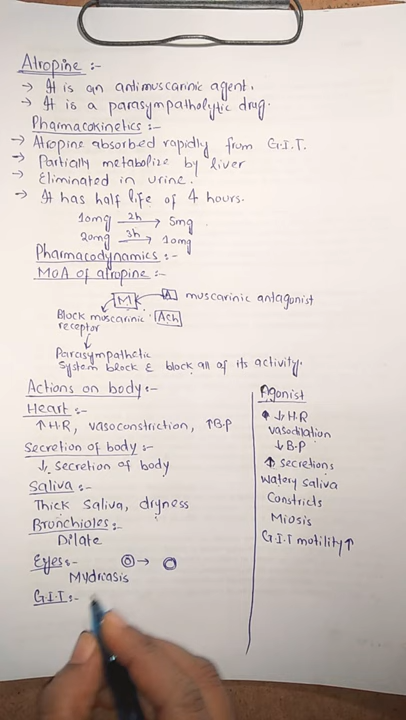 Atropine :-
→ It is an antimuscarinic agent.
→ It is a parasympatholytic drug.
Pharmacokinetics :-
→ Atropine absorbed rapidly from G.I.T.
→ Partially metabolize by liver
→ Eliminated in urine.
→ It has half life of 4 hours.
10mg 2h → 5mg
20mg 3h → 10mg
Pharmacodynamics :-
MOA of atropine :-
M A muscarinic antagonist
Block muscarinic Ach
receptor
Parasympathetic
System block & block all of its activity.
Actions on body :-
Heart :-
↑H.R, vasoconstriction, ↑B.P
Secretion of body :-
↓ secretion of body
Saliva :-
Thick saliva, dryness
Bronchioles :-
Dilate
Eyes :- →
Mydriasis
G.I.T :-
Agonist
↓ H.R
vasodilation
↓ B.P
↑ secretions
watery saliva
Constricts
Miosis
G.I.T motility ↑